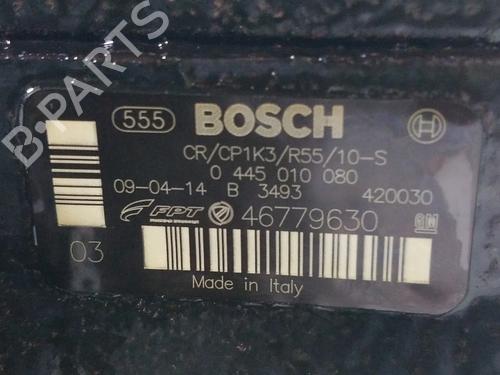 B-PARTS
555 BOSCH
CR/CP1K3/R55/10-S
0 445 010 080
09-04-14 B 3493 420030
FPT 46779630 GM
03
Made in Italy